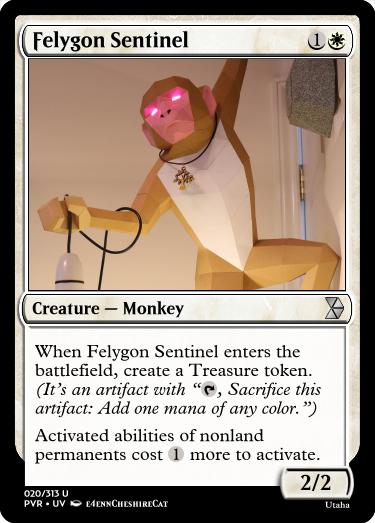 Felygon Sentinel 1
Creature — Monkey
When Felygon Sentinel enters the
battlefield, create a Treasure token.
(It's an artifact with “, Sacrifice this
artifact: Add one mana of any color.”)
Activated abilities of nonland
permanents cost 1 more to activate.
2/2
020/313 U
PVR • UV e4ennCheshireCat
Utaha